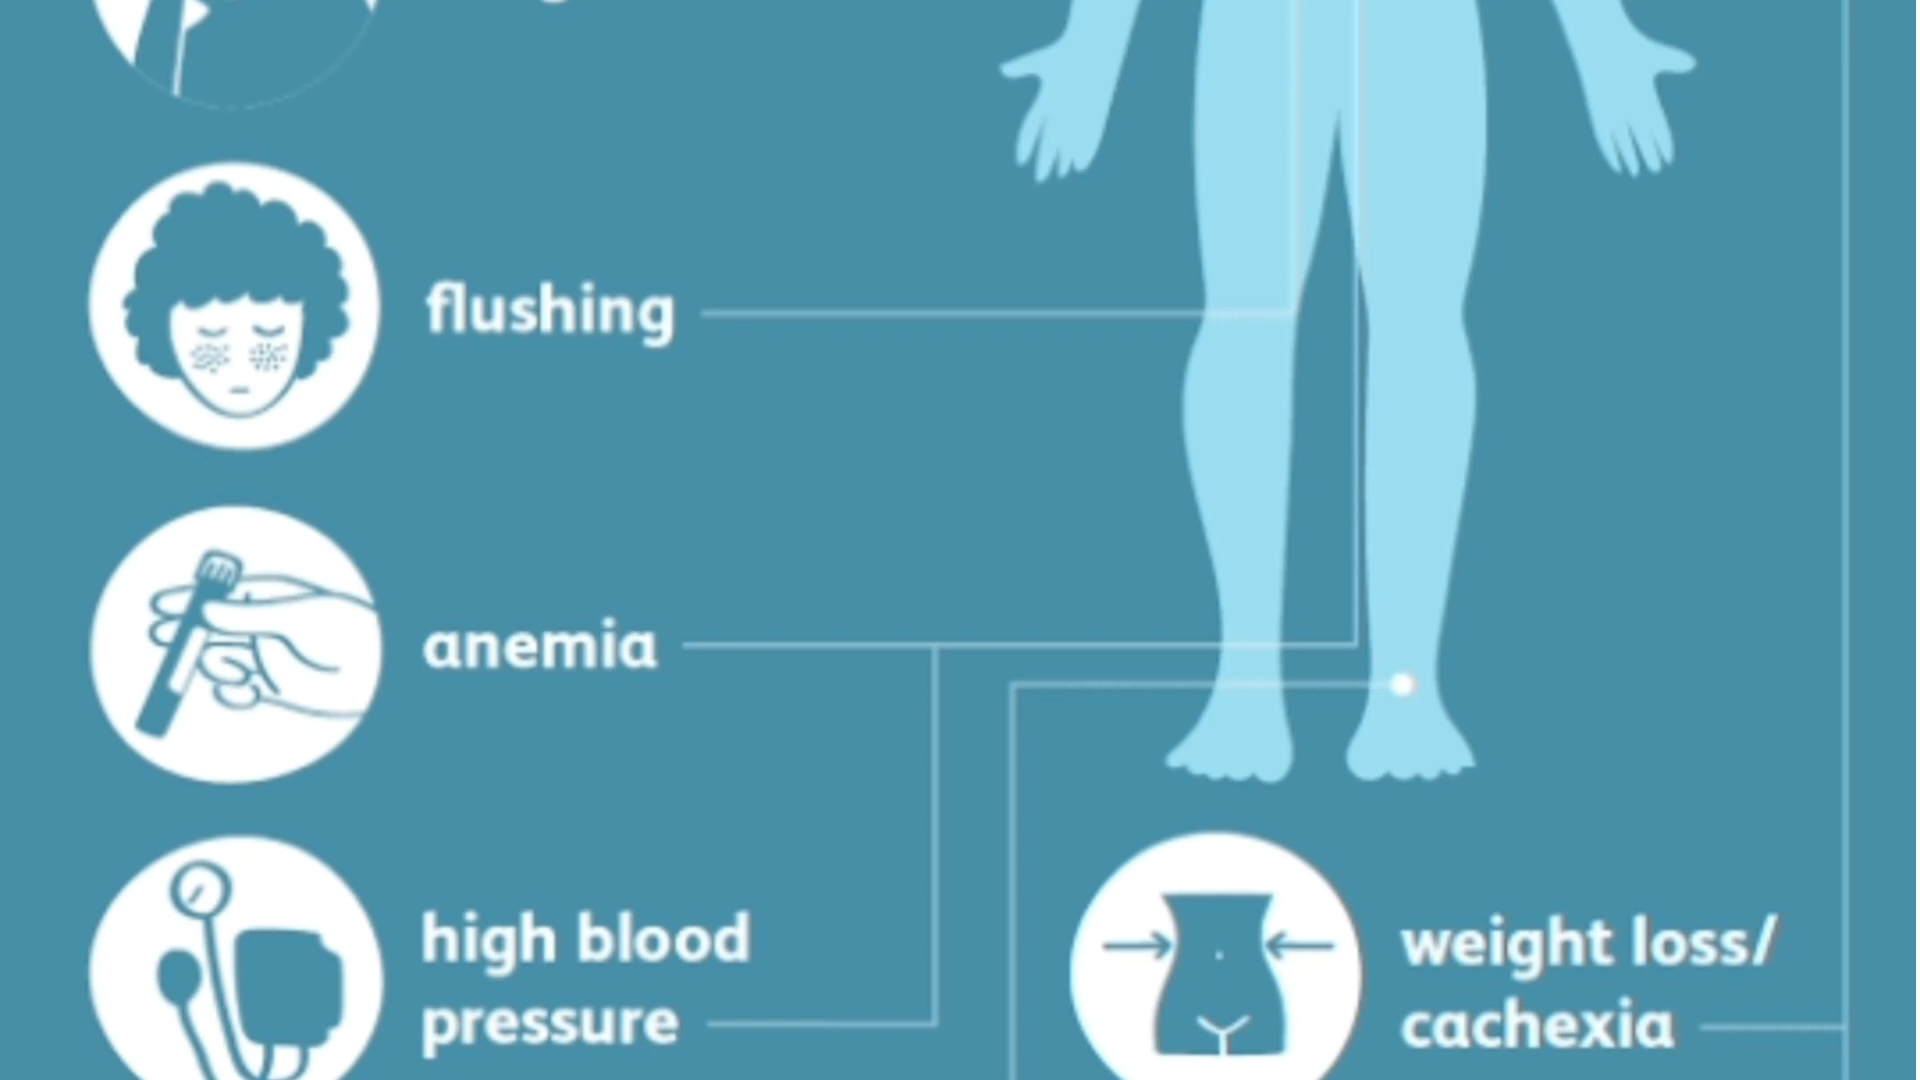 flushing
anemia
high blood
pressure
weight loss/
cachexia